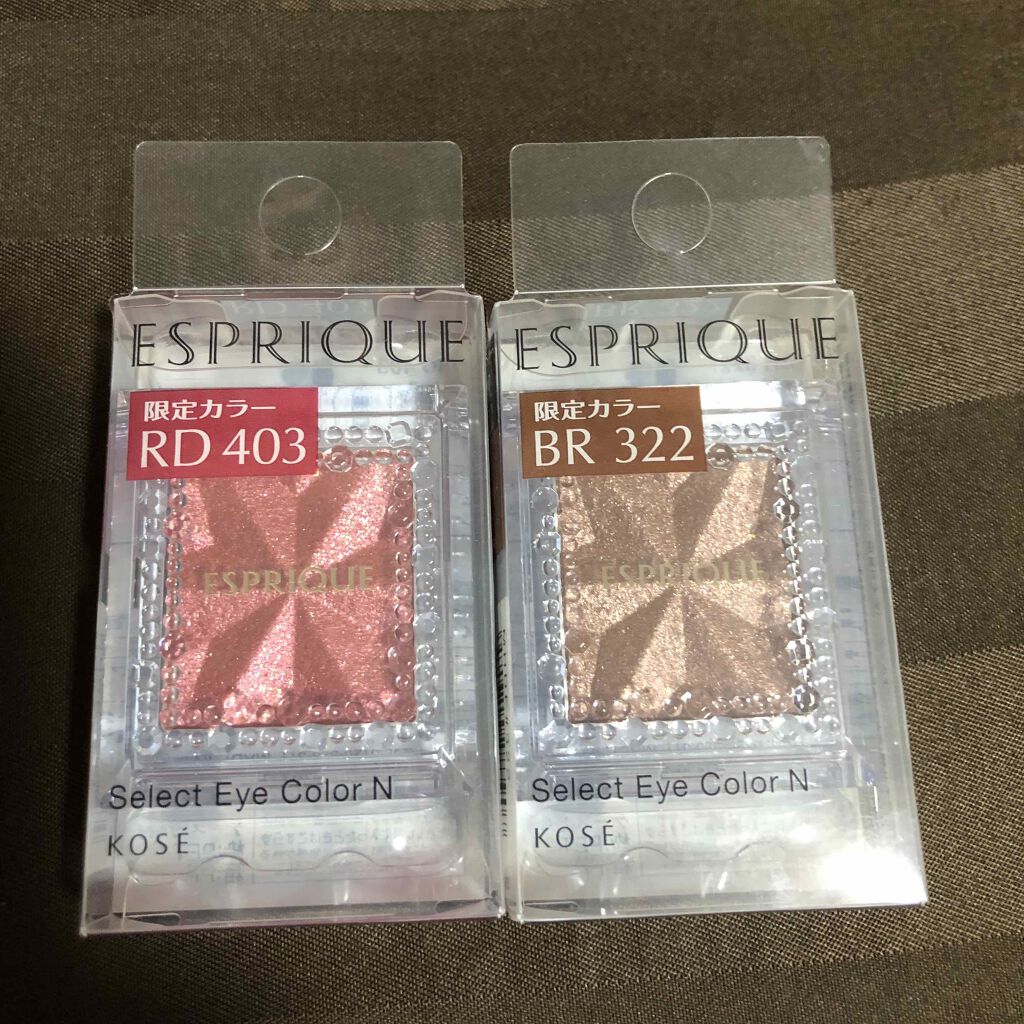 ESPRIQUE
限定カラー
RD 403
ESPRIQUE
Select Eye Color N
KOSÉ
ESPRIQUE
限定カラー
BR 322
ESPRIQUE
Select Eye Color N
KOSÉ